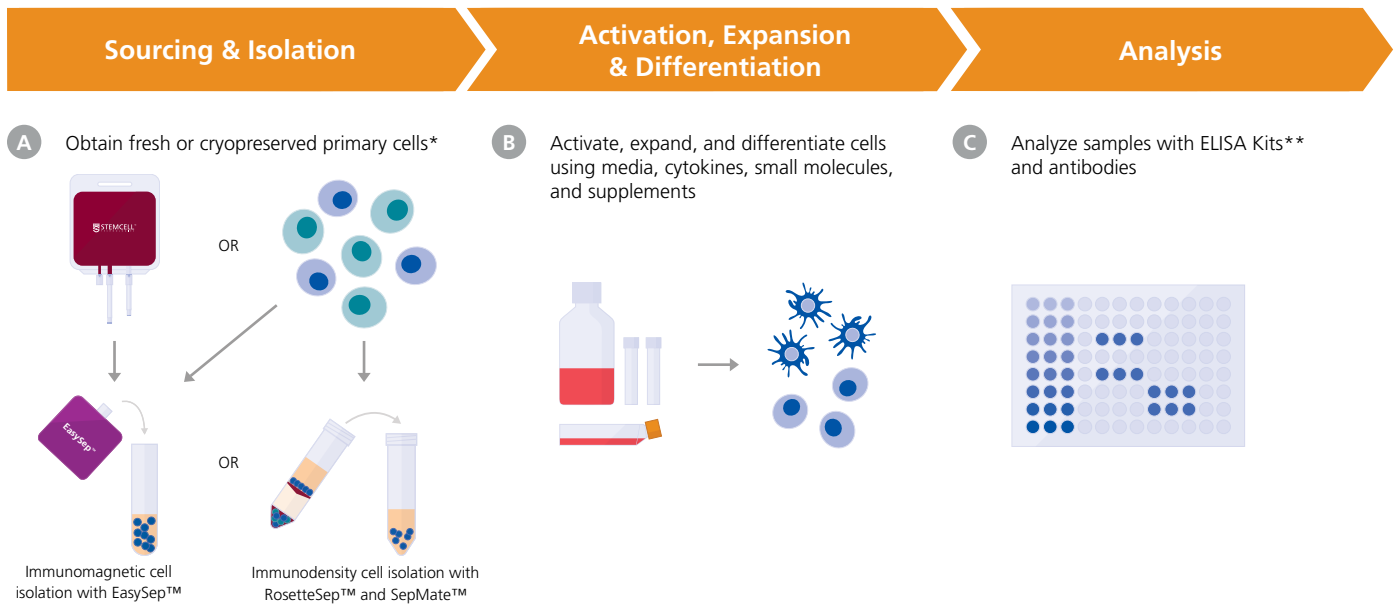 Sourcing & Isolation
Activation, Expansion
& Differentiation
Analysis
A
Obtain fresh or cryopreserved primary cells*
B
Activate, expand, and differentiate cells
using media, cytokines, small molecules,
and supplements
C
Analyze samples with ELISA Kits**
and antibodies
STEMCELL
OR
EasySep™
OR
Immunomagnetic cell
isolation with EasySep™
Immunodensity cell isolation with
RosetteSep™ and SepMate™